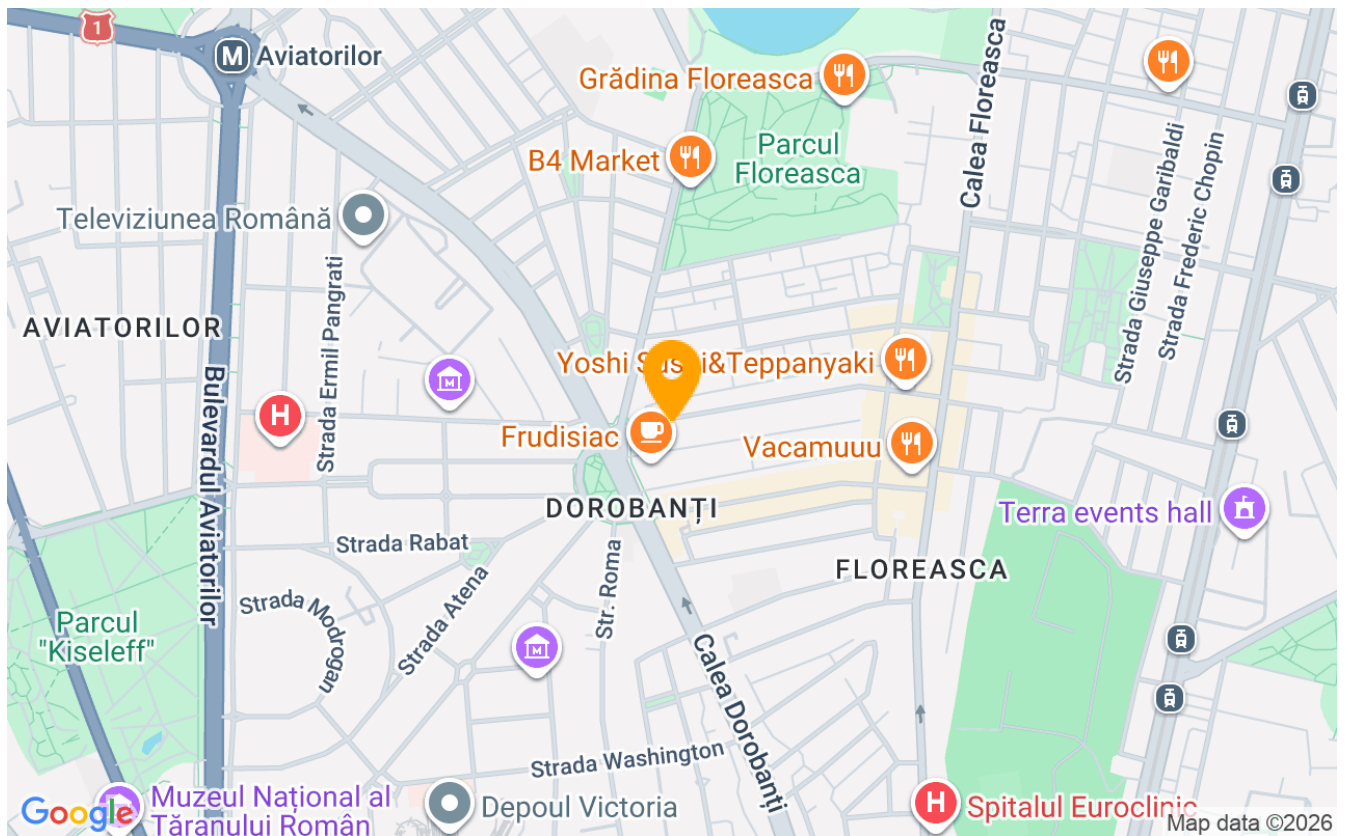 1
M
Aviatorilor
Grădina Floreasca
Calea Floreasca
B4 Market
Parcul
Floreasca
Televiziunea Română
Strada Giuseppe Garibaldi
Strada Frederic Chopin
Strada Ermil Pangrati
AVIATORILOR
Yoshi Sushi&Teppanyaki
M
Bulevardul Aviatorilor
H
Frudisiac
Vacamuuu
DOROBANȚI
Terra events hall
Strada Rabat
FLOREASCA
Strada Atena
Str. Roma
Strada Modrogan
Parcul
"Kiseleff"
M
Calea Dorobanți
Strada Washington
Muzeul Național al
Țăranului Român
Depoul Victoria
H
Spitalul Euroclinic
Google
Map data ©2026